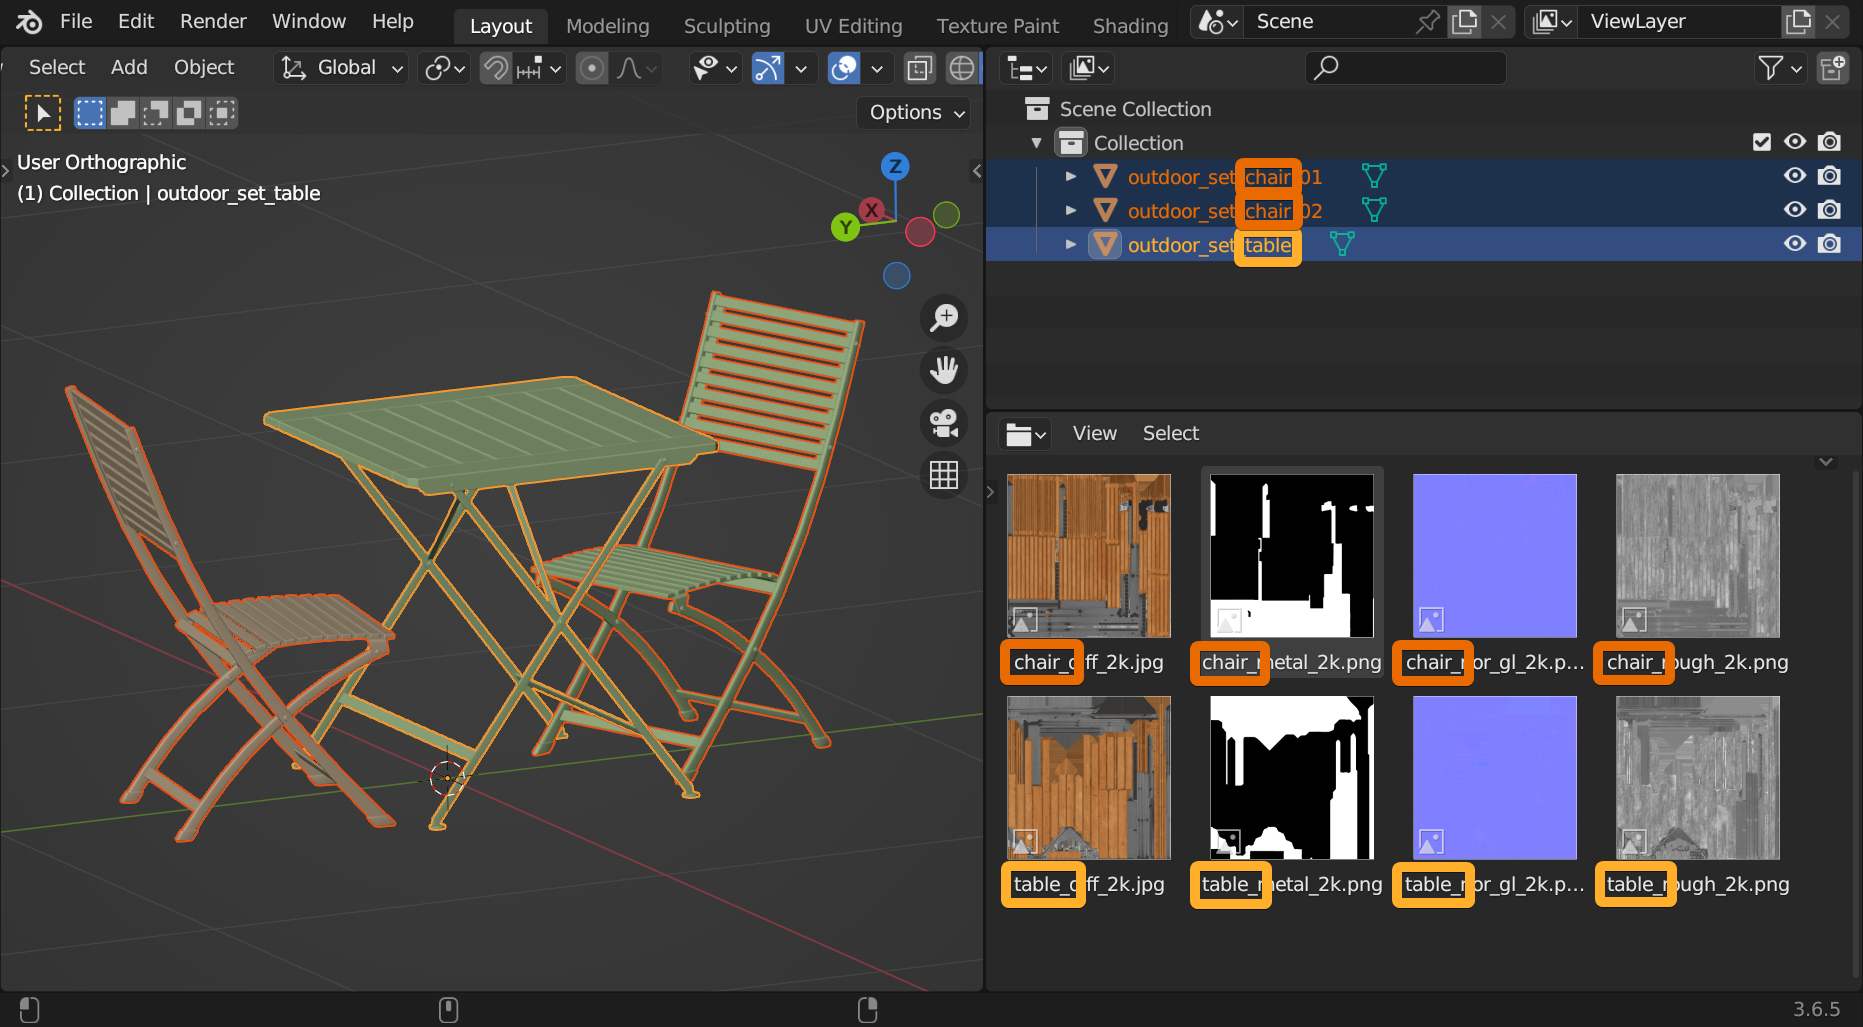 File Edit Render Window Help Layout Modeling Sculpting UV Editing Texture Paint Shading Scene ViewLayer
Select Add Object Global
Options
User Orthographic
(1) Collection | outdoor_set_table
Z
X
Y
Scene Collection
Collection
outdoor_set_chair_01
outdoor_set_chair_02
outdoor_set_table
View Select
chair_diff_2k.jpg chair_metal_2k.png chair_nor_gl_2k.p... chair_rough_2k.png
table_diff_2k.jpg table_metal_2k.png table_nor_gl_2k.p... table_rough_2k.png
3.6.5